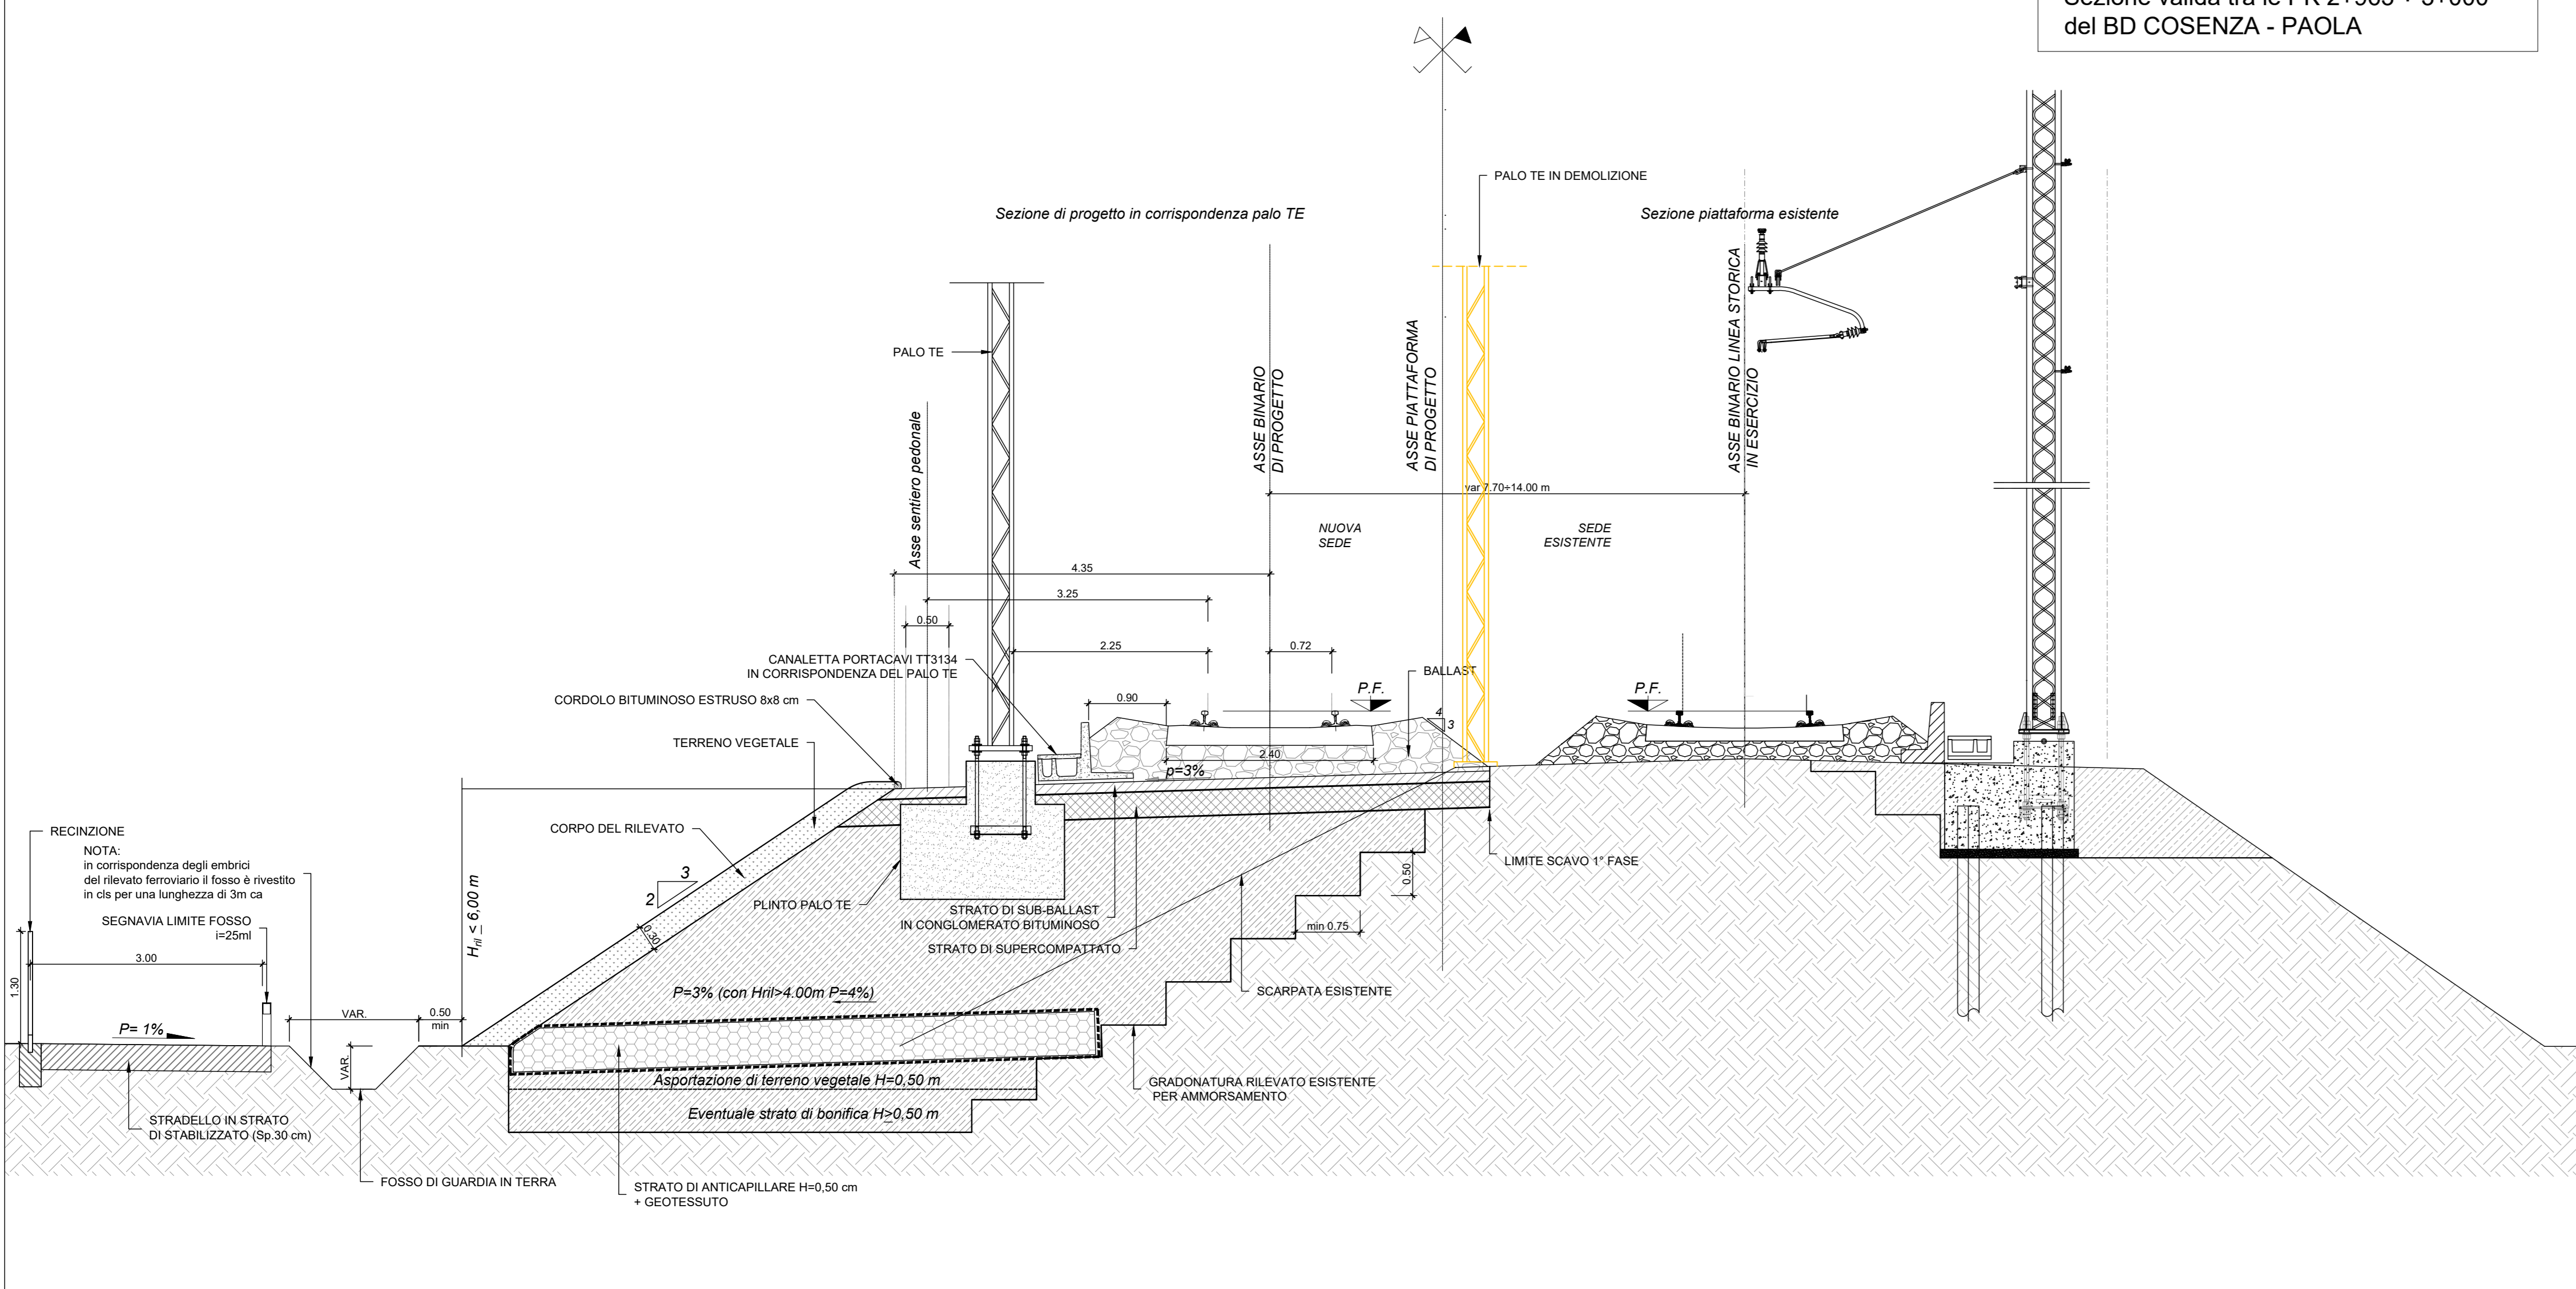 del BD COSENZA - PAOLA
PALO TE IN DEMOLIZIONE
Sezione di progetto in corrispondenza palo TE
Sezione piattaforma esistente
PALO TE
Asse sentiero pedonale
ASSE BINARIO
DI PROGETTO
ASSE PIATTAFORMA
DI PROGETTO
ASSE BINARIO LINEA STORICA
IN ESERCIZIO
var 7.70÷14.00 m
NUOVA
SEDE
SEDE
ESISTENTE
4.35
3.25
0.50
2.25
0.72
CANALETTA PORTACAVI TT3134
IN CORRISPONDENZA DEL PALO TE
BALLAST
CORDOLO BITUMINOSO ESTRUSO 8x8 cm
0.90
P.F.
P.F.
4
3
TERRENO VEGETALE
2.40
p=3%
RECINZIONE
CORPO DEL RILEVATO
NOTA:
in corrispondenza degli embrici
del rilevato ferroviario il fosso è rivestito
in cls per una lunghezza di 3m ca
LIMITE SCAVO 1° FASE
3
2
0.50
Hril < 6,00 m
PLINTO PALO TE
STRATO DI SUB-BALLAST
IN CONGLOMERATO BITUMINOSO
SEGNAVIA LIMITE FOSSO
i=25ml
0.30
min 0.75
STRATO DI SUPERCOMPATTATO
3.00
1.30
P=3% (con Hril>4.00m P=4%)
SCARPATA ESISTENTE
VAR.
0.50
min
P= 1%
VAR.
Asportazione di terreno vegetale H=0,50 m
GRADONATURA RILEVATO ESISTENTE
PER AMMORSAMENTO
Eventuale strato di bonifica H≥0,50 m
STRADELLO IN STRATO
DI STABILIZZATO (Sp.30 cm)
FOSSO DI GUARDIA IN TERRA
STRATO DI ANTICAPILLARE H=0,50 cm
+ GEOTESSUTO